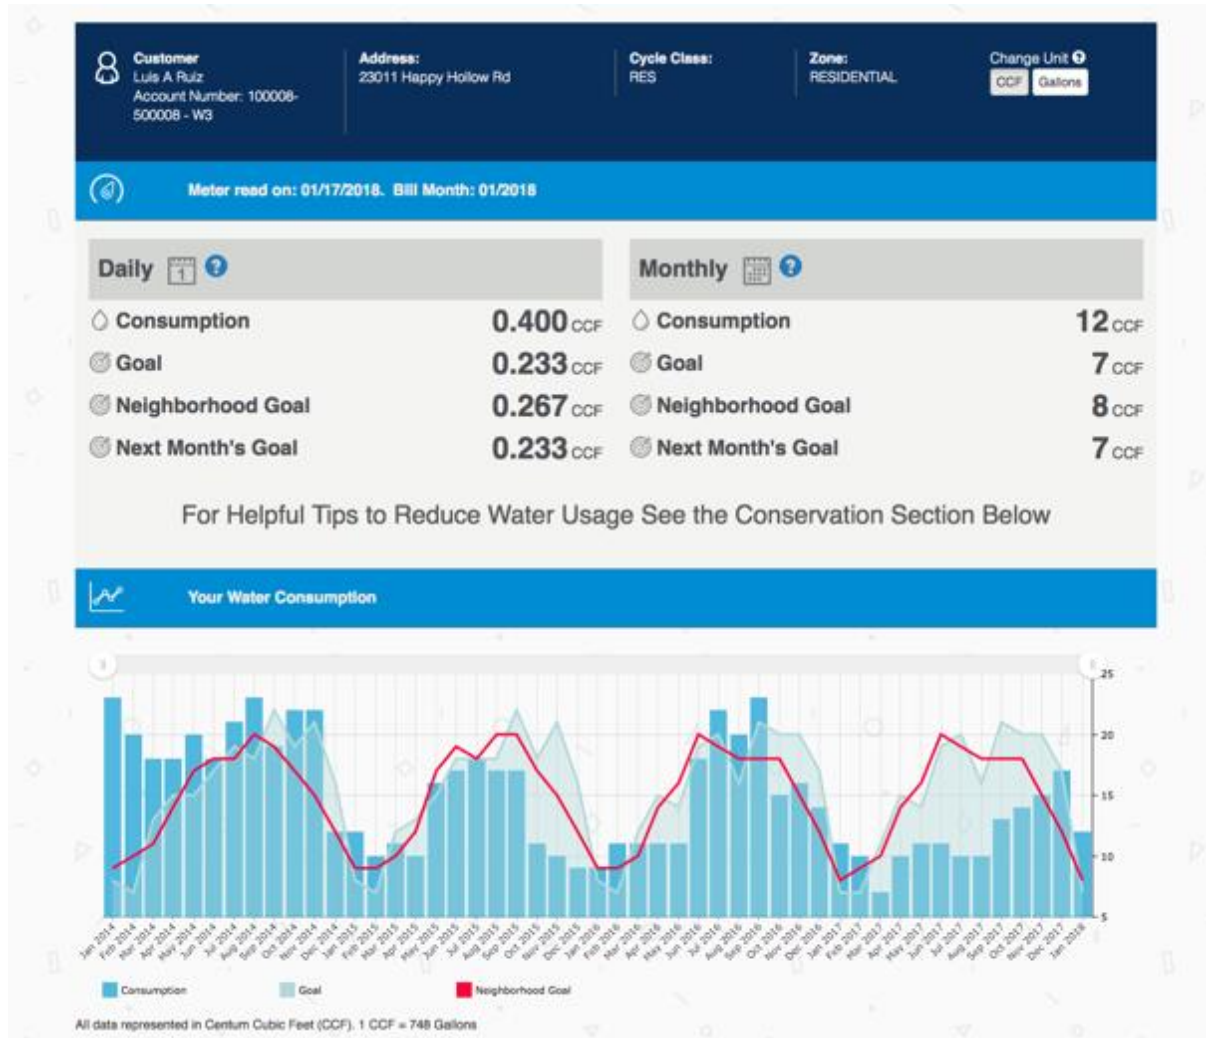 Customer
Luis A Ruiz
Account Number: 100008-
500008 - W3
Address:
23011 Happy Hollow Rd
Cycle Class:
RES
Zone:
RESIDENTIAL
Change Unit ?
CCF Gallons
Meter read on: 01/17/2018. Bill Month: 01/2018
Daily 1 ?
Consumption 0.400 CCF
Goal 0.233 CCF
Neighborhood Goal 0.267 CCF
Next Month's Goal 0.233 CCF
Monthly ?
Consumption 12 CCF
Goal 7 CCF
Neighborhood Goal 8 CCF
Next Month's Goal 7 CCF
For Helpful Tips to Reduce Water Usage See the Conservation Section Below
Your Water Consumption
25
20
15
10
5
Jan 2014 Feb 2014 Mar 2014 Apr 2014 May 2014 Jun 2014 Jul 2014 Aug 2014 Sep 2014 Oct 2014 Nov 2014 Dec 2014 Jan 2015 Feb 2015 Mar 2015 Apr 2015 May 2015 Jun 2015 Jul 2015 Aug 2015 Sep 2015 Oct 2015 Nov 2015 Dec 2015 Jan 2016 Feb 2016 Mar 2016 Apr 2016 May 2016 Jun 2016 Jul 2016 Aug 2016 Sep 2016 Oct 2016 Nov 2016 Dec 2016 Jan 2017 Feb 2017 Mar 2017 Apr 2017 May 2017 Jun 2017 Jul 2017 Aug 2017 Sep 2017 Oct 2017 Nov 2017 Dec 2017 Jan 2018
Consumption Goal Neighborhood Goal
All data represented in Centum Cubic Feet (CCF). 1 CCF = 748 Gallons